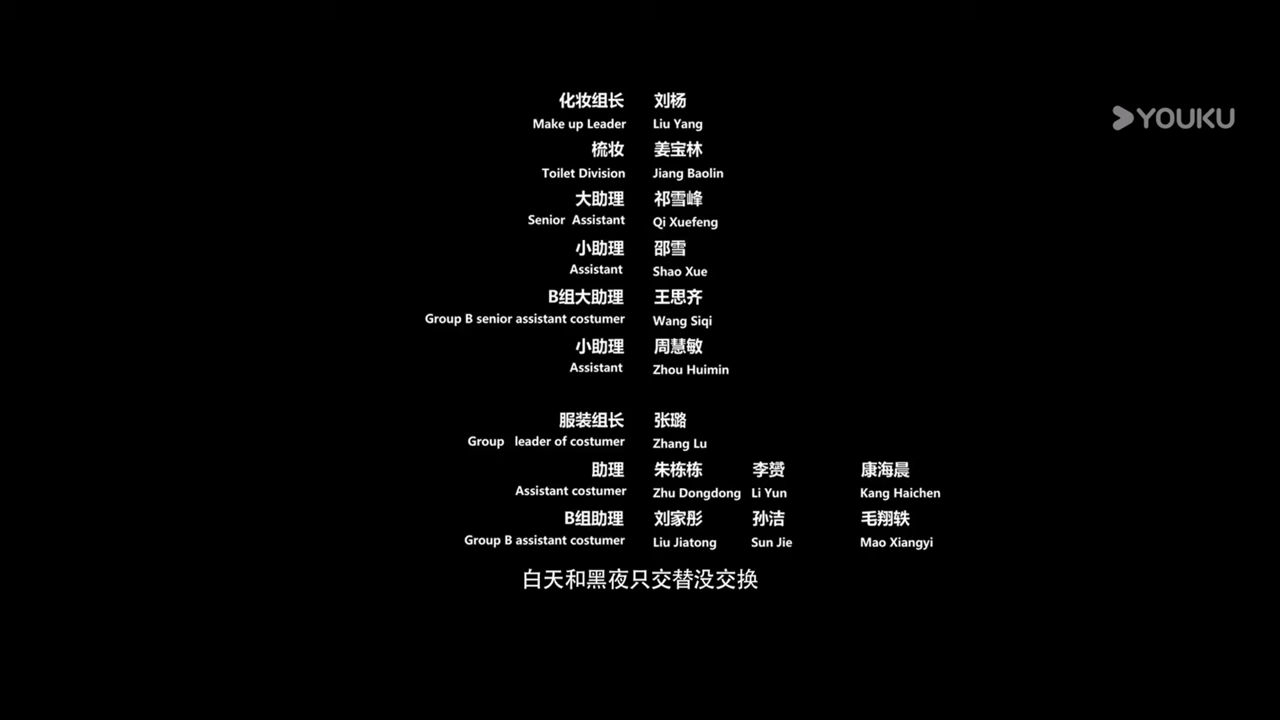 化妆组长 刘杨
Make up Leader Liu Yang
YOUKU
梳妆 姜宝林
Toilet Division Jiang Baolin
大助理 祁雪峰
Senior Assistant Qi Xuefeng
小助理 邵雪
Assistant Shao Xue
B组大助理 王思齐
Group B senior assistant costumer Wang Siqi
小助理 周慧敏
Assistant Zhou Huimin
服装组长 张璐
Group leader of costumer Zhang Lu
助理 朱栋栋 李赟 康海晨
Assistant costumer Zhu Dongdong Li Yun Kang Haichen
B组助理 刘家彤 孙洁 毛翔轶
Group B assistant costumer Liu Jiatong Sun Jie Mao Xiangyi
白天和黑夜只交替没交换